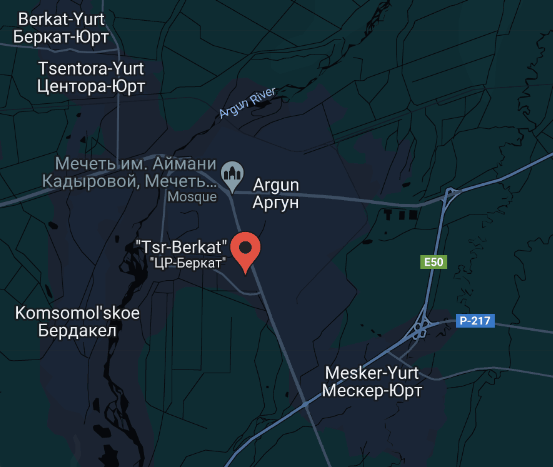 Berkat-Yurt
Беркат-Юрт
Tsentora-Yurt
Центора-Юрт
Argun River
Мечеть им. Аймани
Кадыровой, Мечеть...
Mosque
Argun
Аргун
"Tsr-Berkat"
"ЦР-Беркат"
E50
Komsomol'skoe
Бердакел
P-217
Mesker-Yurt
Мескер-Юрт